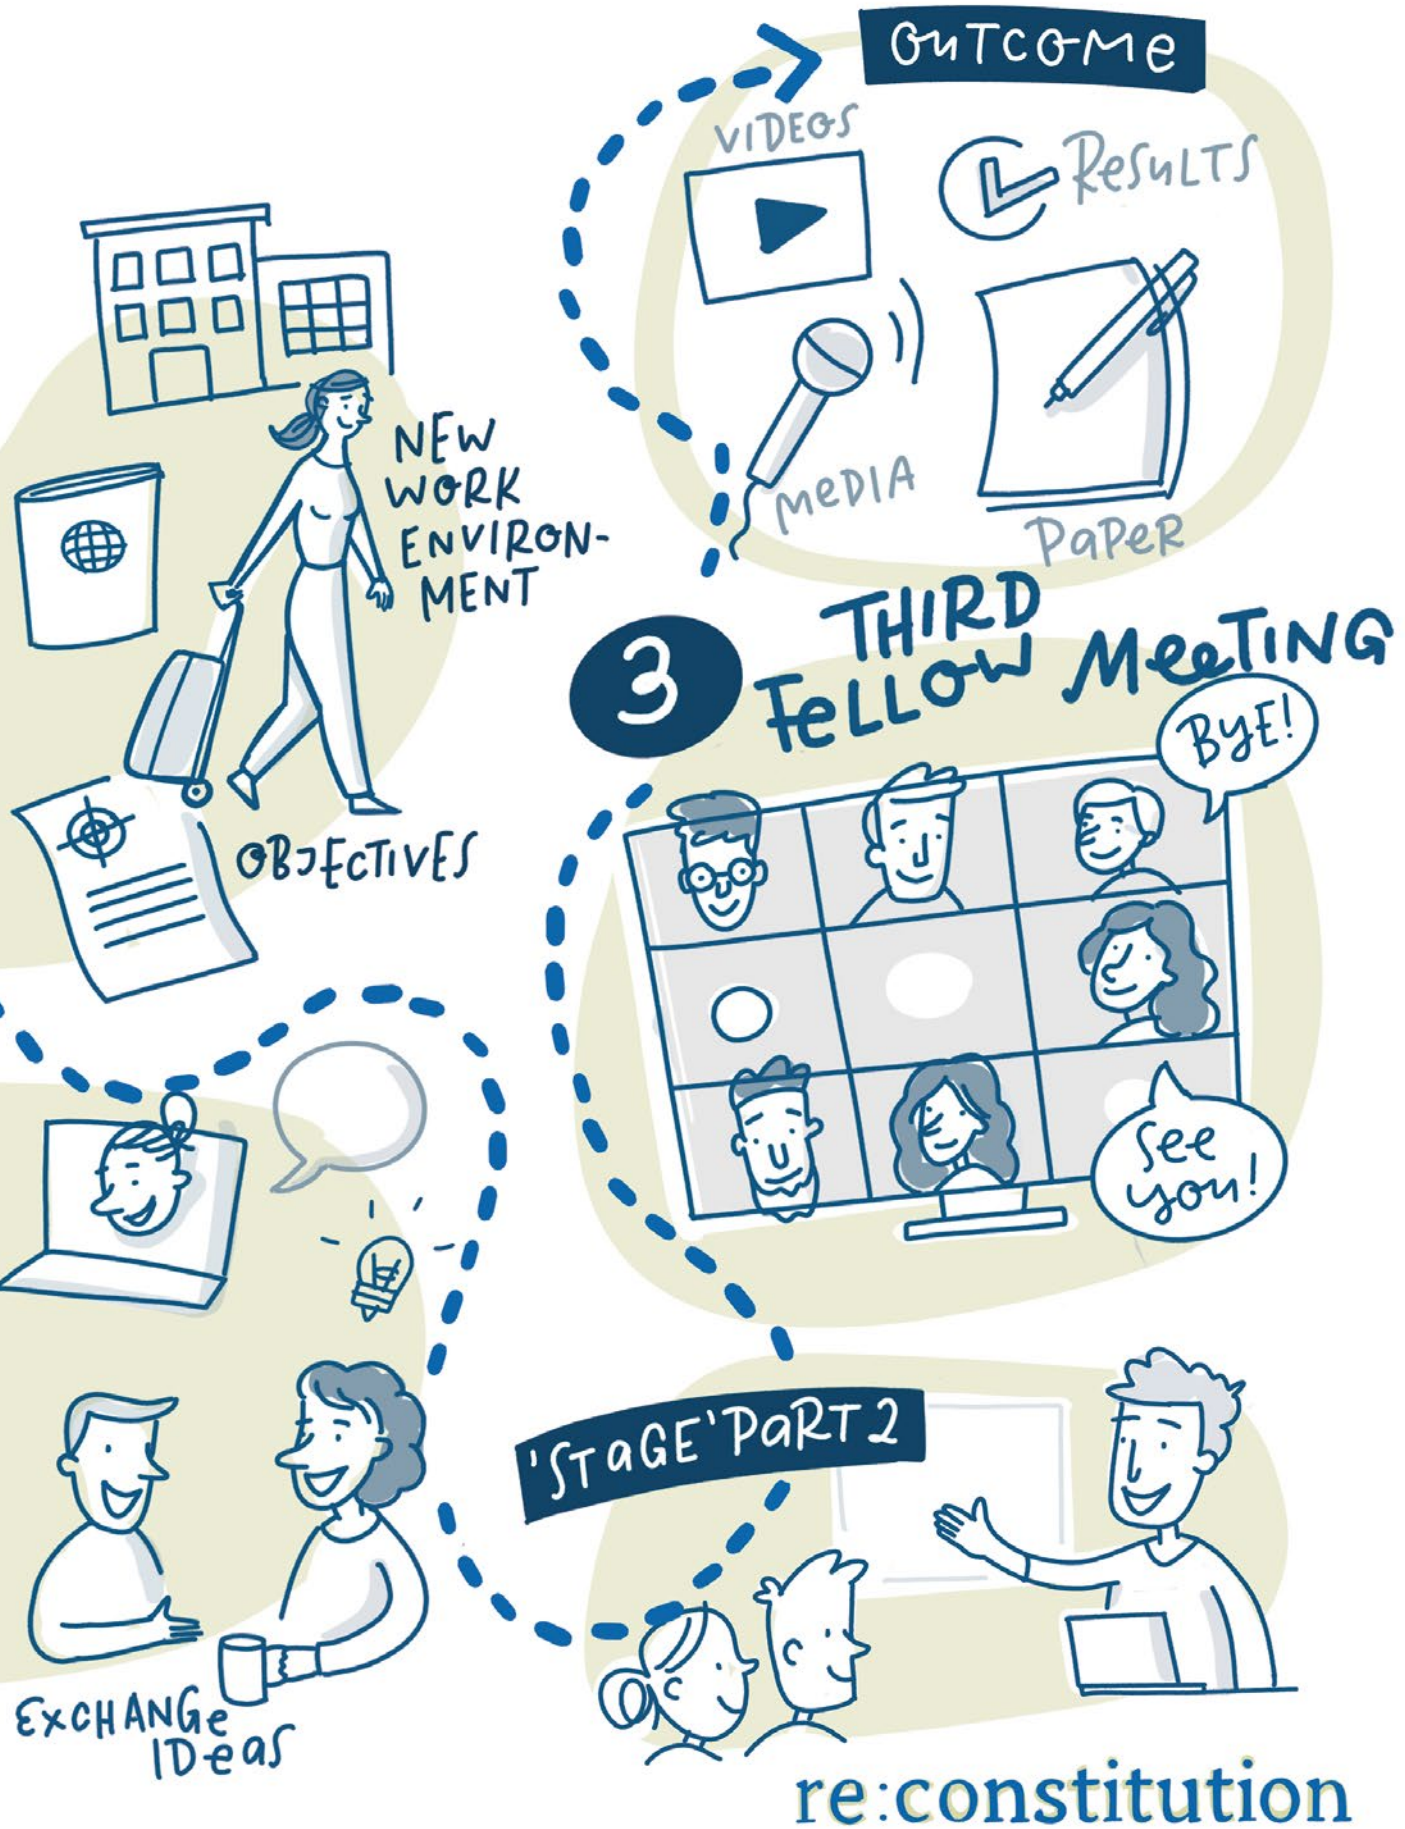 OUTCOME
VIDEOS
RESULTS
MEDIA
PAPER
NEW
WORK
ENVIRON-
MENT
OBJECTIVES
3
THIRD
FELLOW MEETING
BYE!
See
you!
'STAGE' PART 2
EXCHANGE
IDEAS
re:constitution